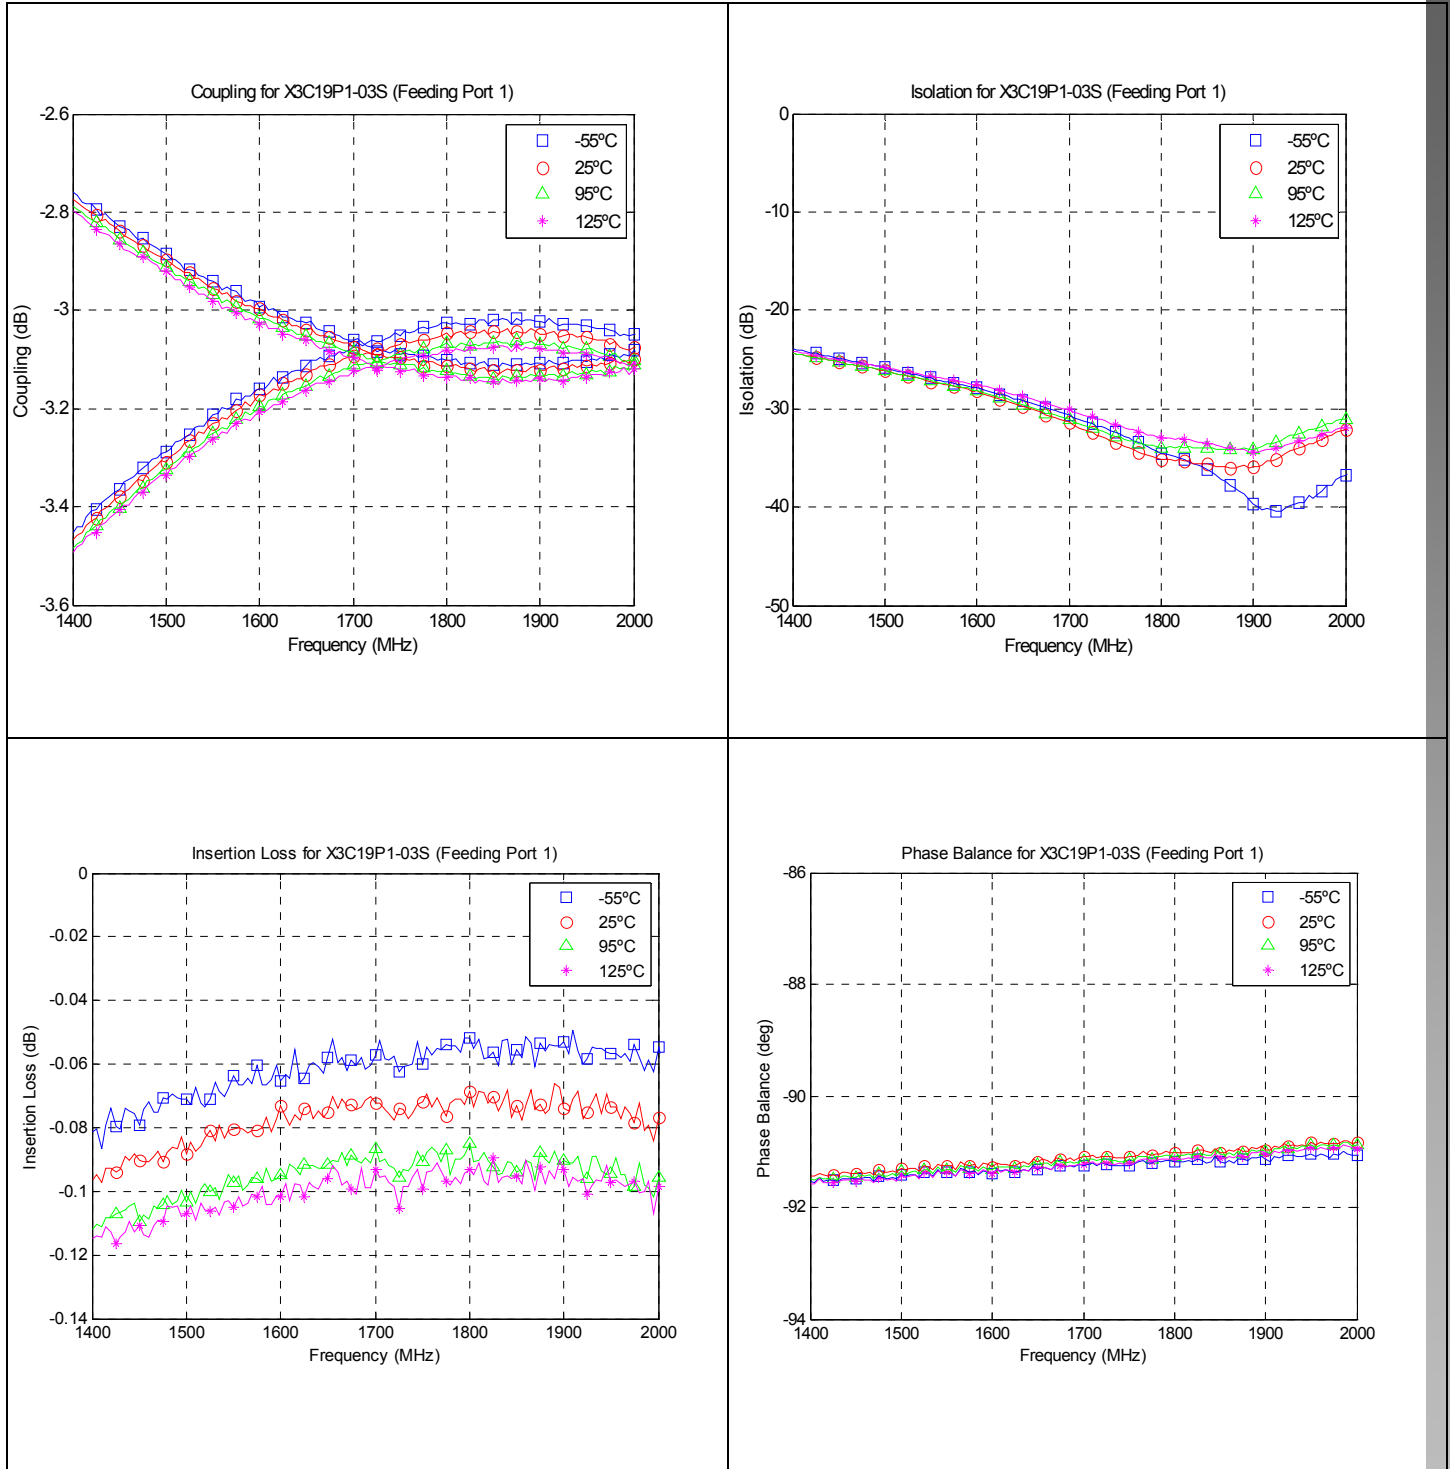 Coupling for X3C19P1-03S (Feeding Port 1)
-2.6
-2.8
-3
-3.2
-3.4
-3.6
Coupling (dB)
-55ºC
25ºC
95ºC
125ºC
1400 1500 1600 1700 1800 1900 2000
Frequency (MHz)
Isolation for X3C19P1-03S (Feeding Port 1)
0
-10
-20
-30
-40
-50
Isolation (dB)
-55ºC
25ºC
95ºC
125ºC
1400 1500 1600 1700 1800 1900 2000
Frequency (MHz)
Insertion Loss for X3C19P1-03S (Feeding Port 1)
0
-0.02
-0.04
-0.06
-0.08
-0.1
-0.12
-0.14
Insertion Loss (dB)
-55ºC
25ºC
95ºC
125ºC
1400 1500 1600 1700 1800 1900 2000
Frequency (MHz)
Phase Balance for X3C19P1-03S (Feeding Port 1)
-86
-88
-90
-92
-94
Phase Balance (deg)
-55ºC
25ºC
95ºC
125ºC
1400 1500 1600 1700 1800 1900 2000
Frequency (MHz)